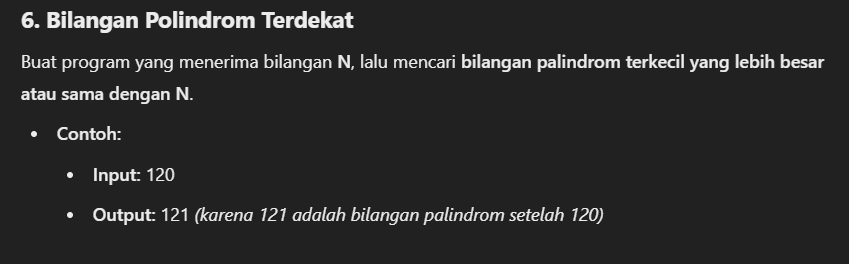 6. Bilangan Polindrom Terdekat
Buat program yang menerima bilangan N, lalu mencari bilangan palindrom terkecil yang lebih besar
atau sama dengan N.
• Contoh:
• Input: 120
• Output: 121 (karena 121 adalah bilangan palindrom setelah 120)